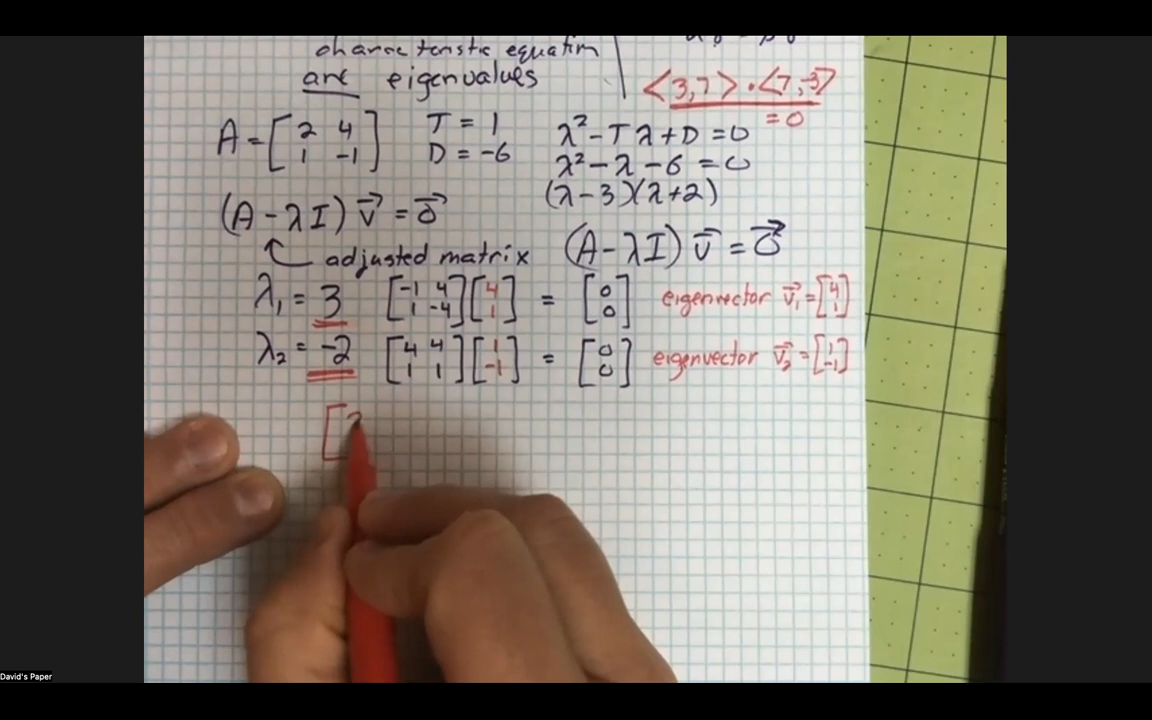 characteristic equation
are eigenvalues
<3,7> · <7,-3>
= 0
A = [2 4; 1 -1]
T = 1
D = -6
λ² - Tλ + D = 0
λ² - λ - 6 = 0
(λ - 3)(λ + 2)
(A - λI) v⃗ = 0⃗
adjusted matrix
(A - λI) v⃗ = 0⃗
λ₁ = 3 [-1 4; 1 -4] [4; 1] = [0; 0] eigenvector v⃗₁ = [4; 1]
λ₂ = -2 [4 4; 1 1] [1; -1] = [0; 0] eigenvector v⃗₂ = [1; -1]
[
David's Paper